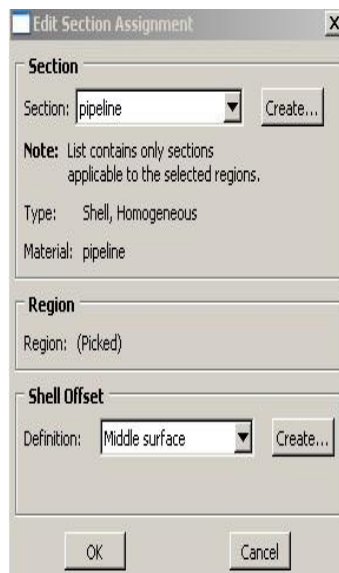 Edit Section Assignment X
Section
Section: pipeline Create...
Note: List contains only sections
applicable to the selected regions.
Type: Shell, Homogeneous
Material: pipeline
Region
Region: (Picked)
Shell Offset
Definition: Middle surface Create...
OK Cancel